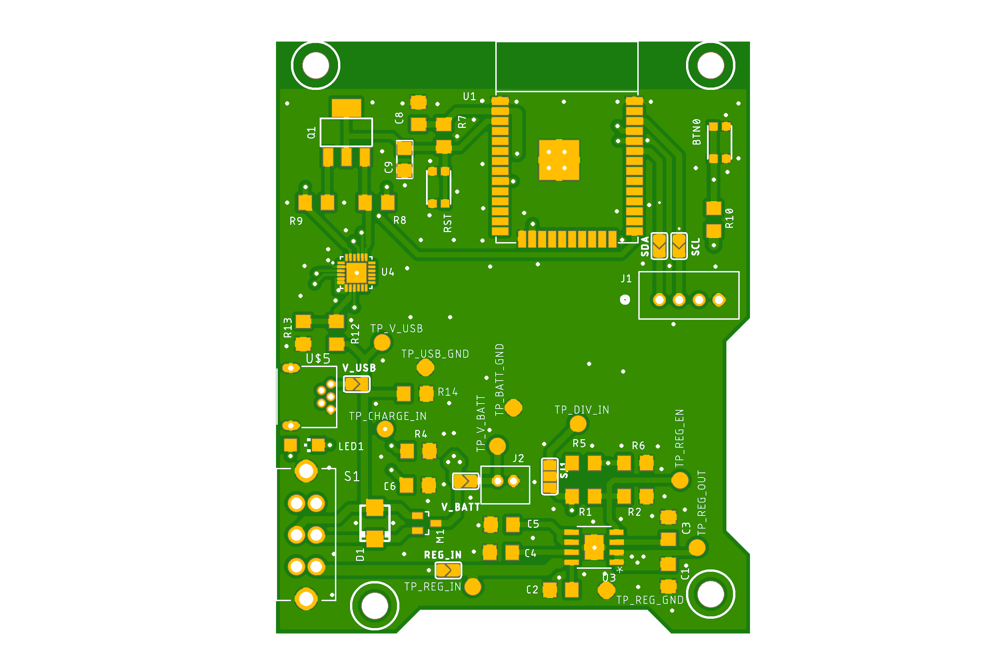 U1
C8
R7
BTN0
Q1
C9
R9
R8
RST
R10
SDA
SCL
U4
J1
R13
R12
TP_V_USB
TP_USB_GND
U$5
V_USB
TP_BATT_GND
R14
TP_V_BATT
TP_DIV_IN
TP_CHARGE_IN
TP_REG_EN
R4
LED1
R5
R6
J2
S1
SJ1
C6
TP_REG_OUT
V_BATT
R1
R2
C5
C3
M1
D1
REG_IN
C4
C1
*
U3
TP_REG_IN
C2
TP_REG_GND